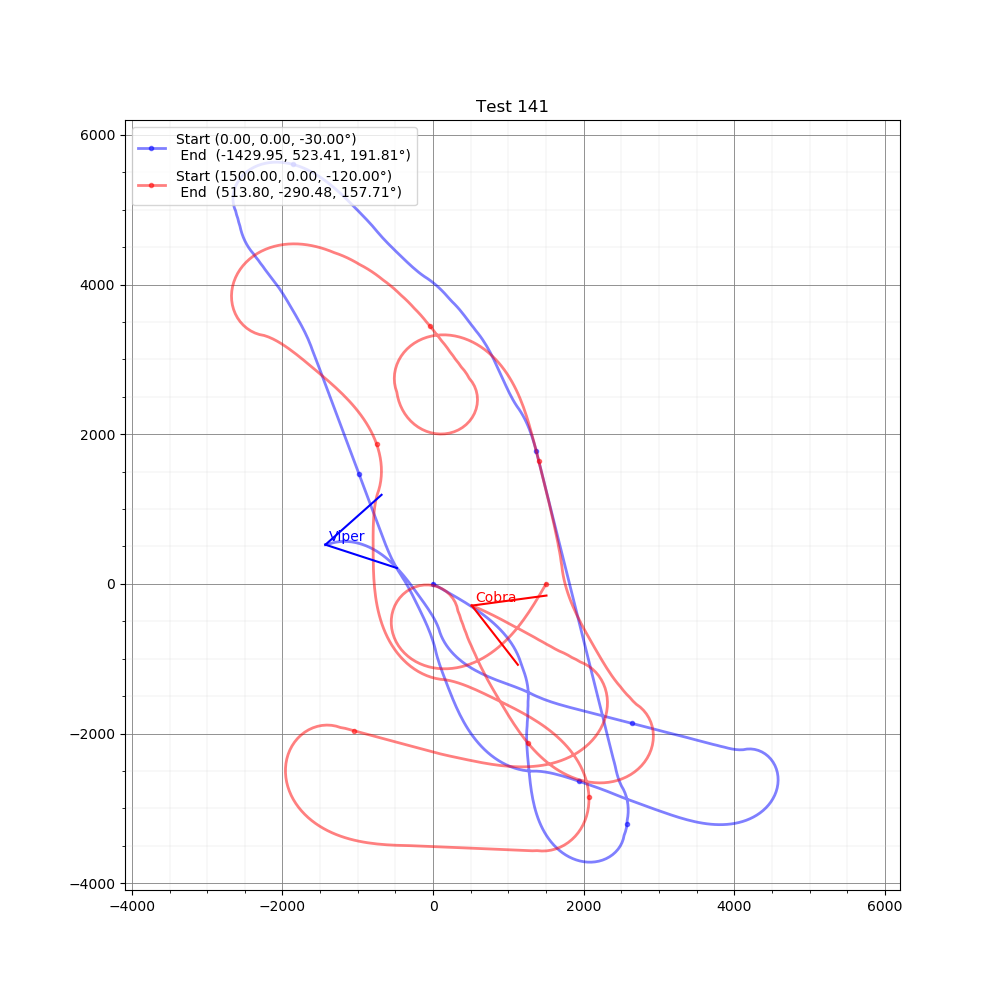 Test 141
Start (0.00, 0.00, -30.00°)
End (-1429.95, 523.41, 191.81°)
Start (1500.00, 0.00, -120.00°)
End (513.80, -290.48, 157.71°)
6000
4000
2000
0
−2000
−4000
Viper
Cobra
−4000 −2000 0 2000 4000 6000